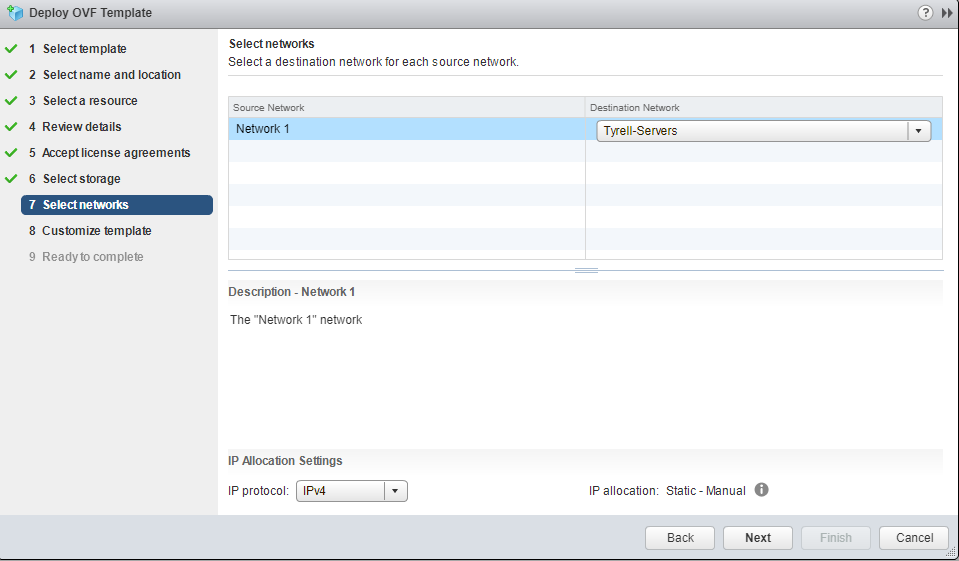 Deploy OVF Template
?
1 Select template
2 Select name and location
3 Select a resource
4 Review details
5 Accept license agreements
6 Select storage
7 Select networks
8 Customize template
9 Ready to complete
Select networks
Select a destination network for each source network.
Source Network Destination Network
Network 1 Tyrell-Servers
Description - Network 1
The "Network 1" network
IP Allocation Settings
IP protocol: IPv4 IP allocation: Static - Manual i
Back Next Finish Cancel